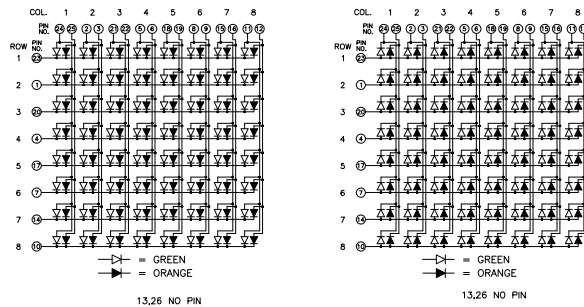 COL. 1 2 3 4 5 6 7 8
PIN NO. 24 25 2 3 21 22 5 6 18 19 8 9 15 16 11 12
ROW PIN NO.
1 23
2 1
3 20
4 4
5 17
6 7
7 14
8 10
= GREEN
= ORANGE
13,26 NO PIN
COL. 1 2 3 4 5 6 7 8
PIN NO. 24 25 2 3 21 22 5 6 18 19 8 9 15 16 11
ROW PIN NO.
1 23
2 1
3 20
4 4
5 17
6 7
7 14
8 10
= GREEN
= ORANGE
13,26 NO PIN